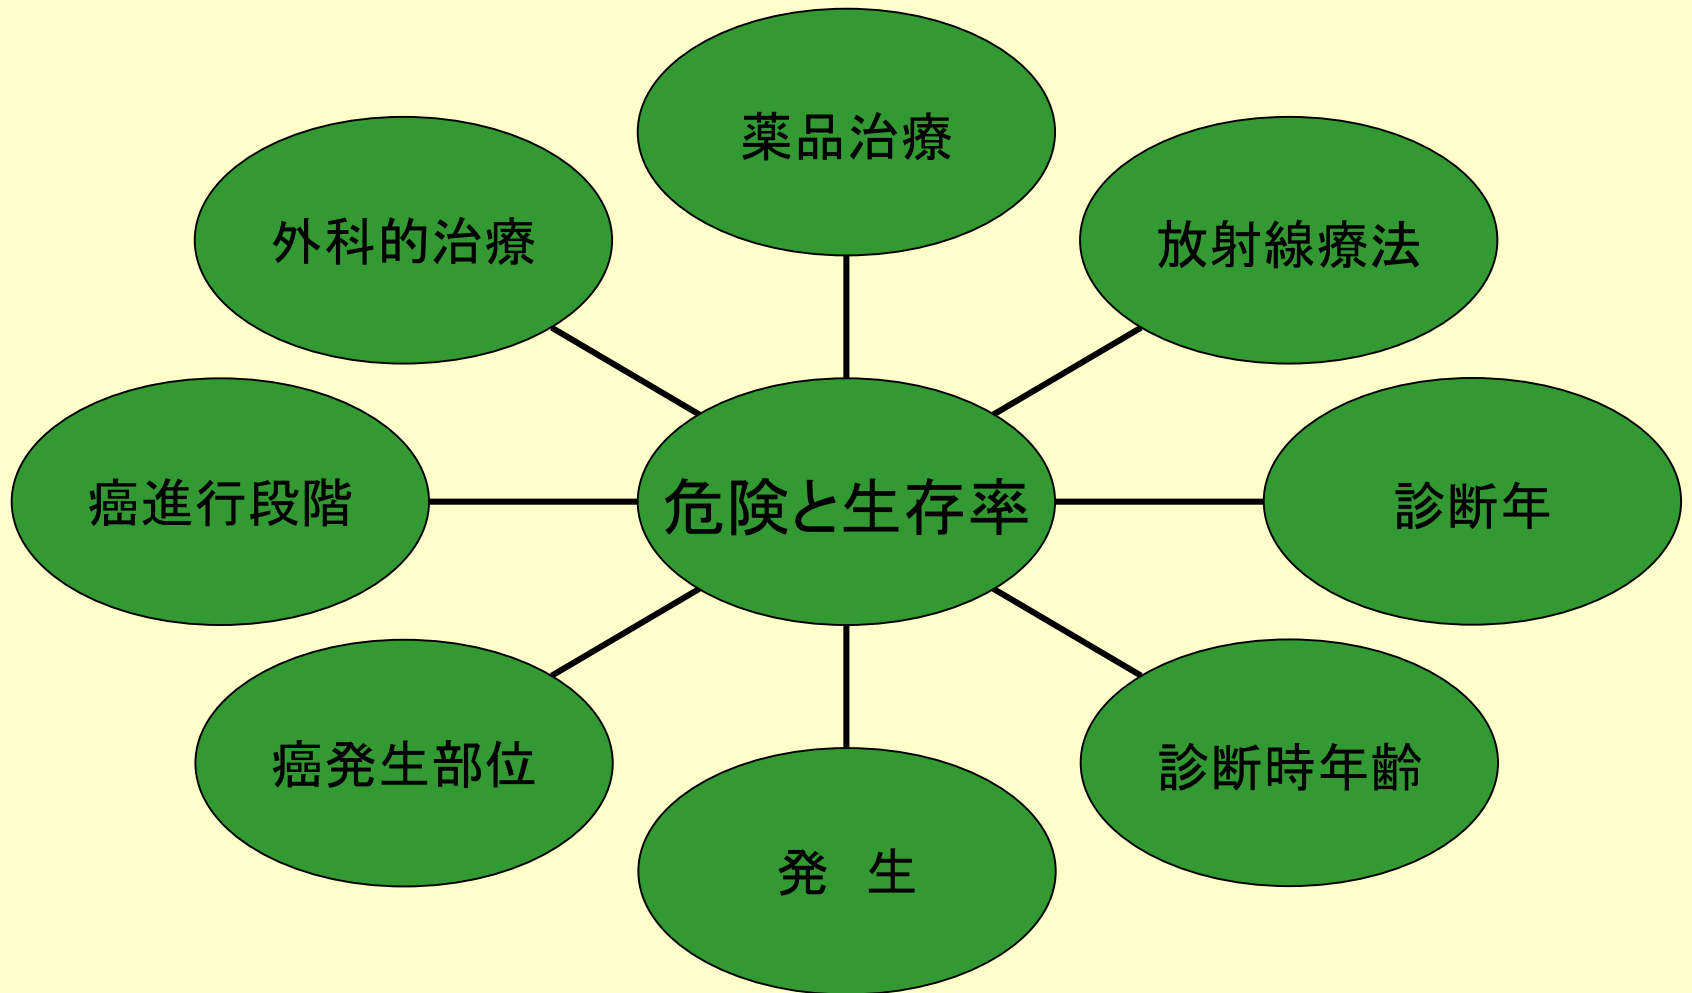 薬品治療
外科的治療
放射線療法
癌進行段階
危険と生存率
診断年
癌発生部位
診断時年齢
発　生